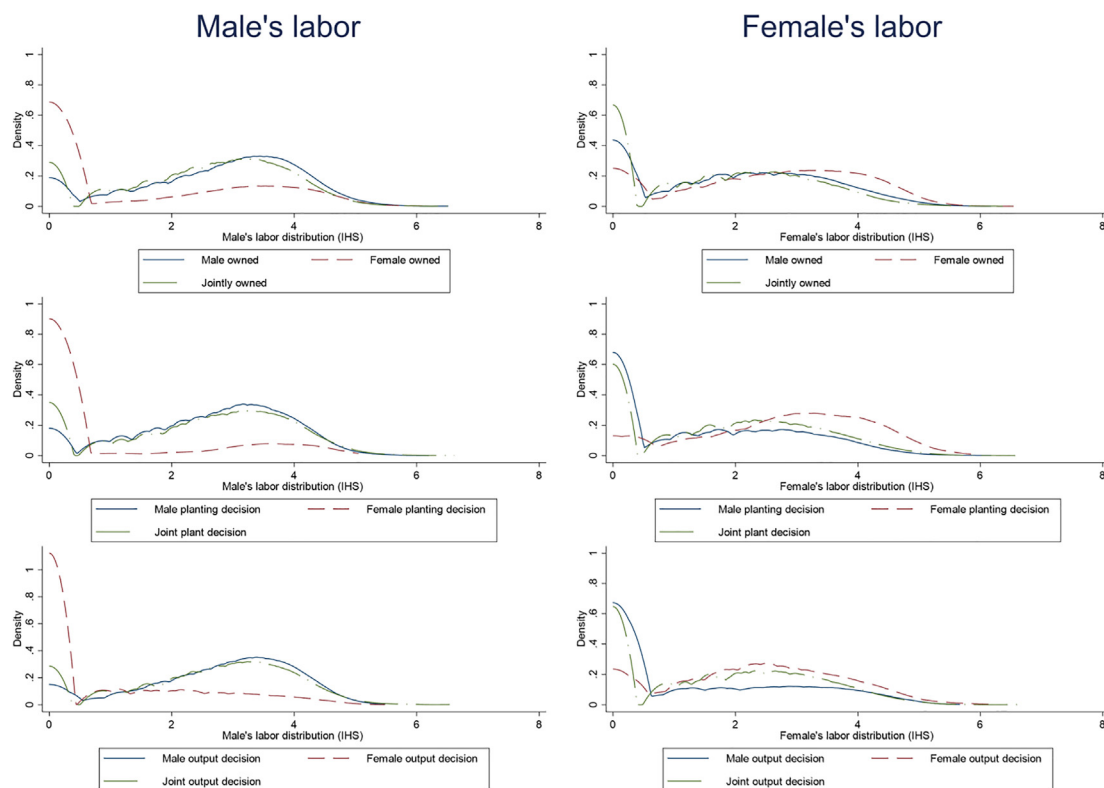 Male's labor
Female's labor
Density
0 .2 .4 .6 .8 1
0 2 4 6 8
Male's labor distribution (IHS)
Male owned Female owned
Jointly owned
Density
0 .2 .4 .6 .8 1
0 2 4 6 8
Female's labor distribution (IHS)
Male owned Female owned
Jointly owned
Density
0 .2 .4 .6 .8 1
0 2 4 6 8
Male's labor distribution (IHS)
Male planting decision Female planting decision
Joint plant decision
Density
0 .2 .4 .6 .8 1
0 2 4 6 8
Female's labor distribution (IHS)
Male planting decision Female planting decision
Joint plant decision
Density
0 .2 .4 .6 .8 1
0 2 4 6 8
Male's labor distribution (IHS)
Male output decision Female output decision
Joint output decision
Density
0 .2 .4 .6 .8 1
0 2 4 6 8
Female's labor distribution (IHS)
Male output decision Female output decision
Joint output decision